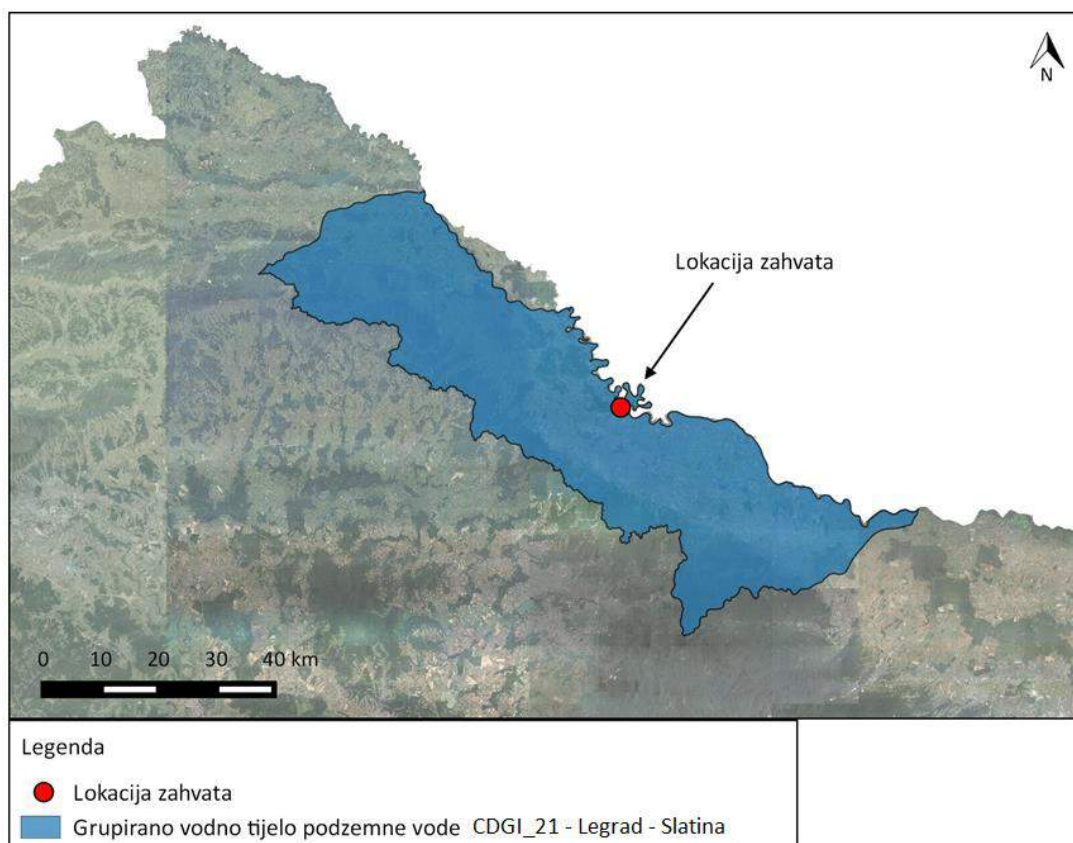 N
Lokacija zahvata
0 10 20 30 40 km
Legenda
Lokacija zahvata
Grupirano vodno tijelo podzemne vode CDGI_21 - Legrad - Slatina